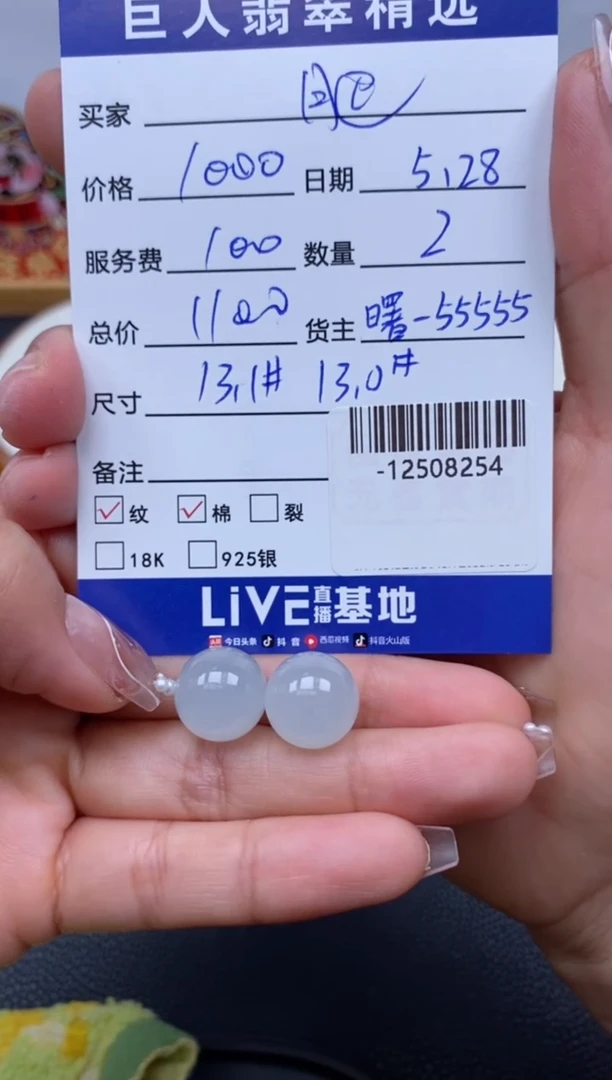 巨人翡翠精选
买家
价格 1000 日期 5.28
服务费 100 数量 2
总价 1100 货主 曙-55555
尺寸 13.1# 13.0#
备注
-12508254
纹 棉 裂
18K 925银
LiVE直播基地
头条 今日头条 抖音 西瓜视频 抖音火山版